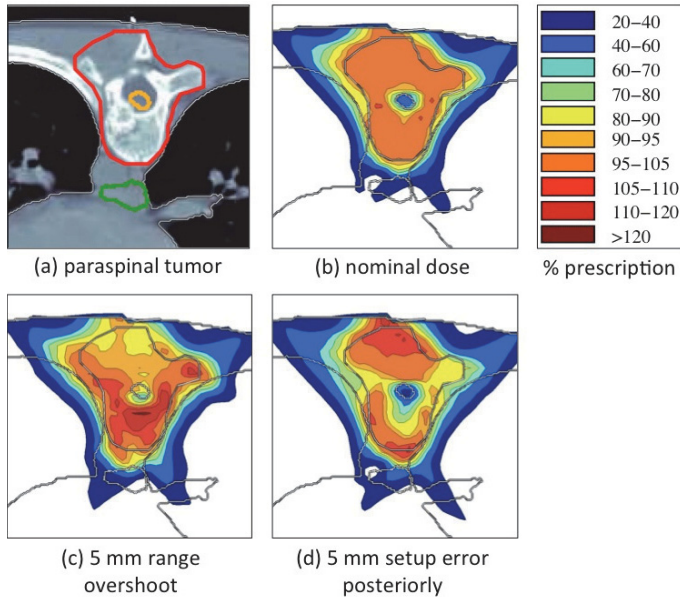 (a) paraspinal tumor
(b) nominal dose
20–40
40–60
60–70
70–80
80–90
90–95
95–105
105–110
110–120
>120
% prescription
(c) 5 mm range
overshoot
(d) 5 mm setup error
posteriorly